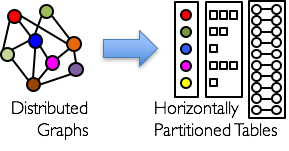 Distributed
Graphs
Horizontally
Partitioned Tables